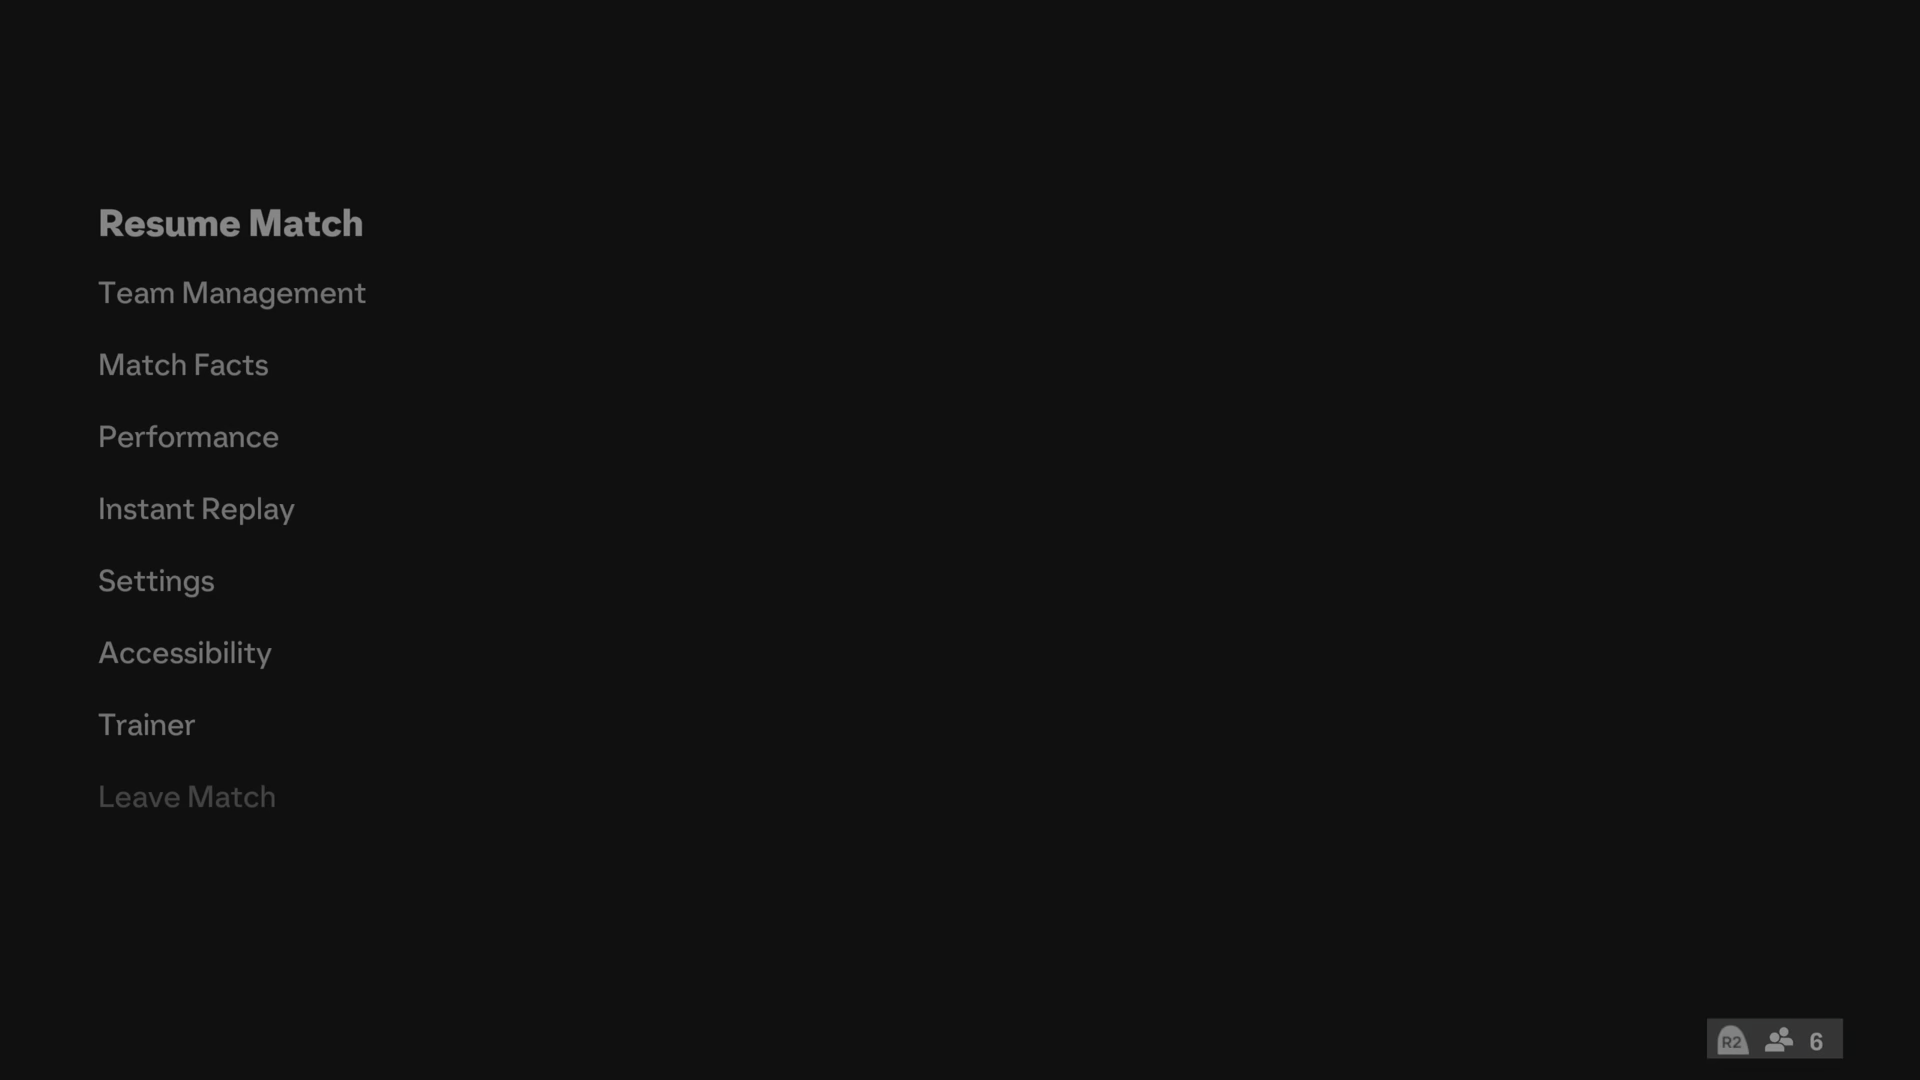 Resume Match
Team Management
Match Facts
Performance
Instant Replay
Settings
Accessibility
Trainer
Leave Match
R2 6